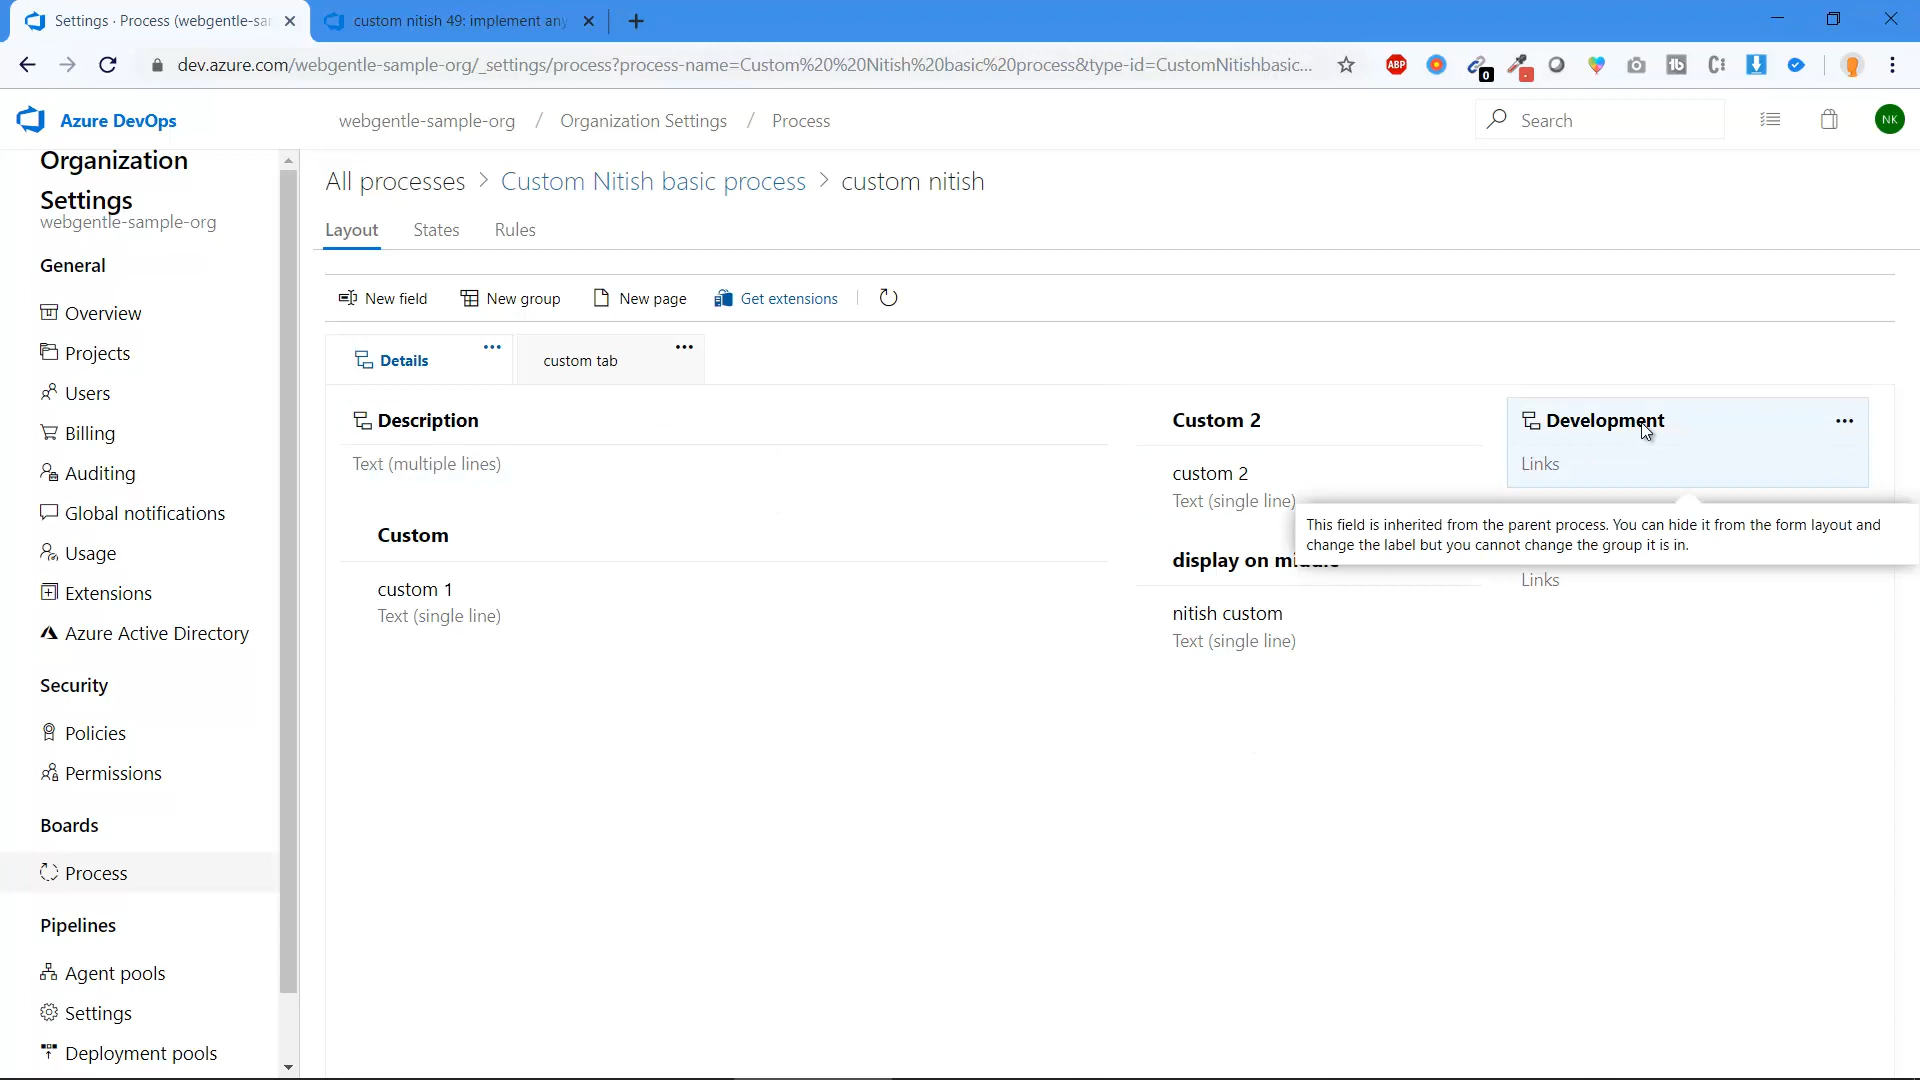 Settings · Process (webgentle-sa
custom nitish 49: implement any
dev.azure.com/webgentle-sample-org/_settings/process?process-name=Custom%20%20Nitish%20basic%20process&type-id=CustomNitishbasic...
ABP
0
Azure DevOps
webgentle-sample-org / Organization Settings / Process
Search
NK
Organization
Settings
webgentle-sample-org
General
Overview
Projects
Users
Billing
Auditing
Global notifications
Usage
Extensions
Azure Active Directory
Security
Policies
Permissions
Boards
Process
Pipelines
Agent pools
Settings
Deployment pools
All processes > Custom Nitish basic process > custom nitish
Layout States Rules
New field New group New page Get extensions
Details
custom tab
Description
Text (multiple lines)
Custom
custom 1
Text (single line)
Custom 2
custom 2
Text (single line)
display on
nitish custom
Text (single line)
Development
Links
This field is inherited from the parent process. You can hide it from the form layout and
change the label but you cannot change the group it is in.
Links